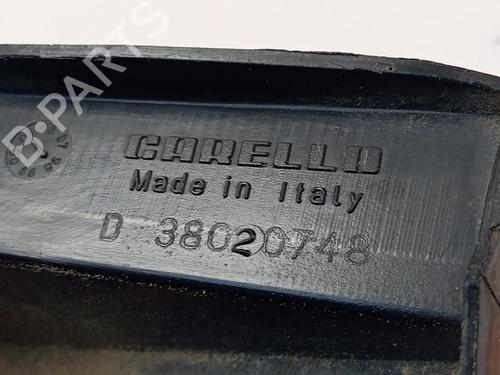 CARELLO
Made in Italy
D 38020748
B-PARTS